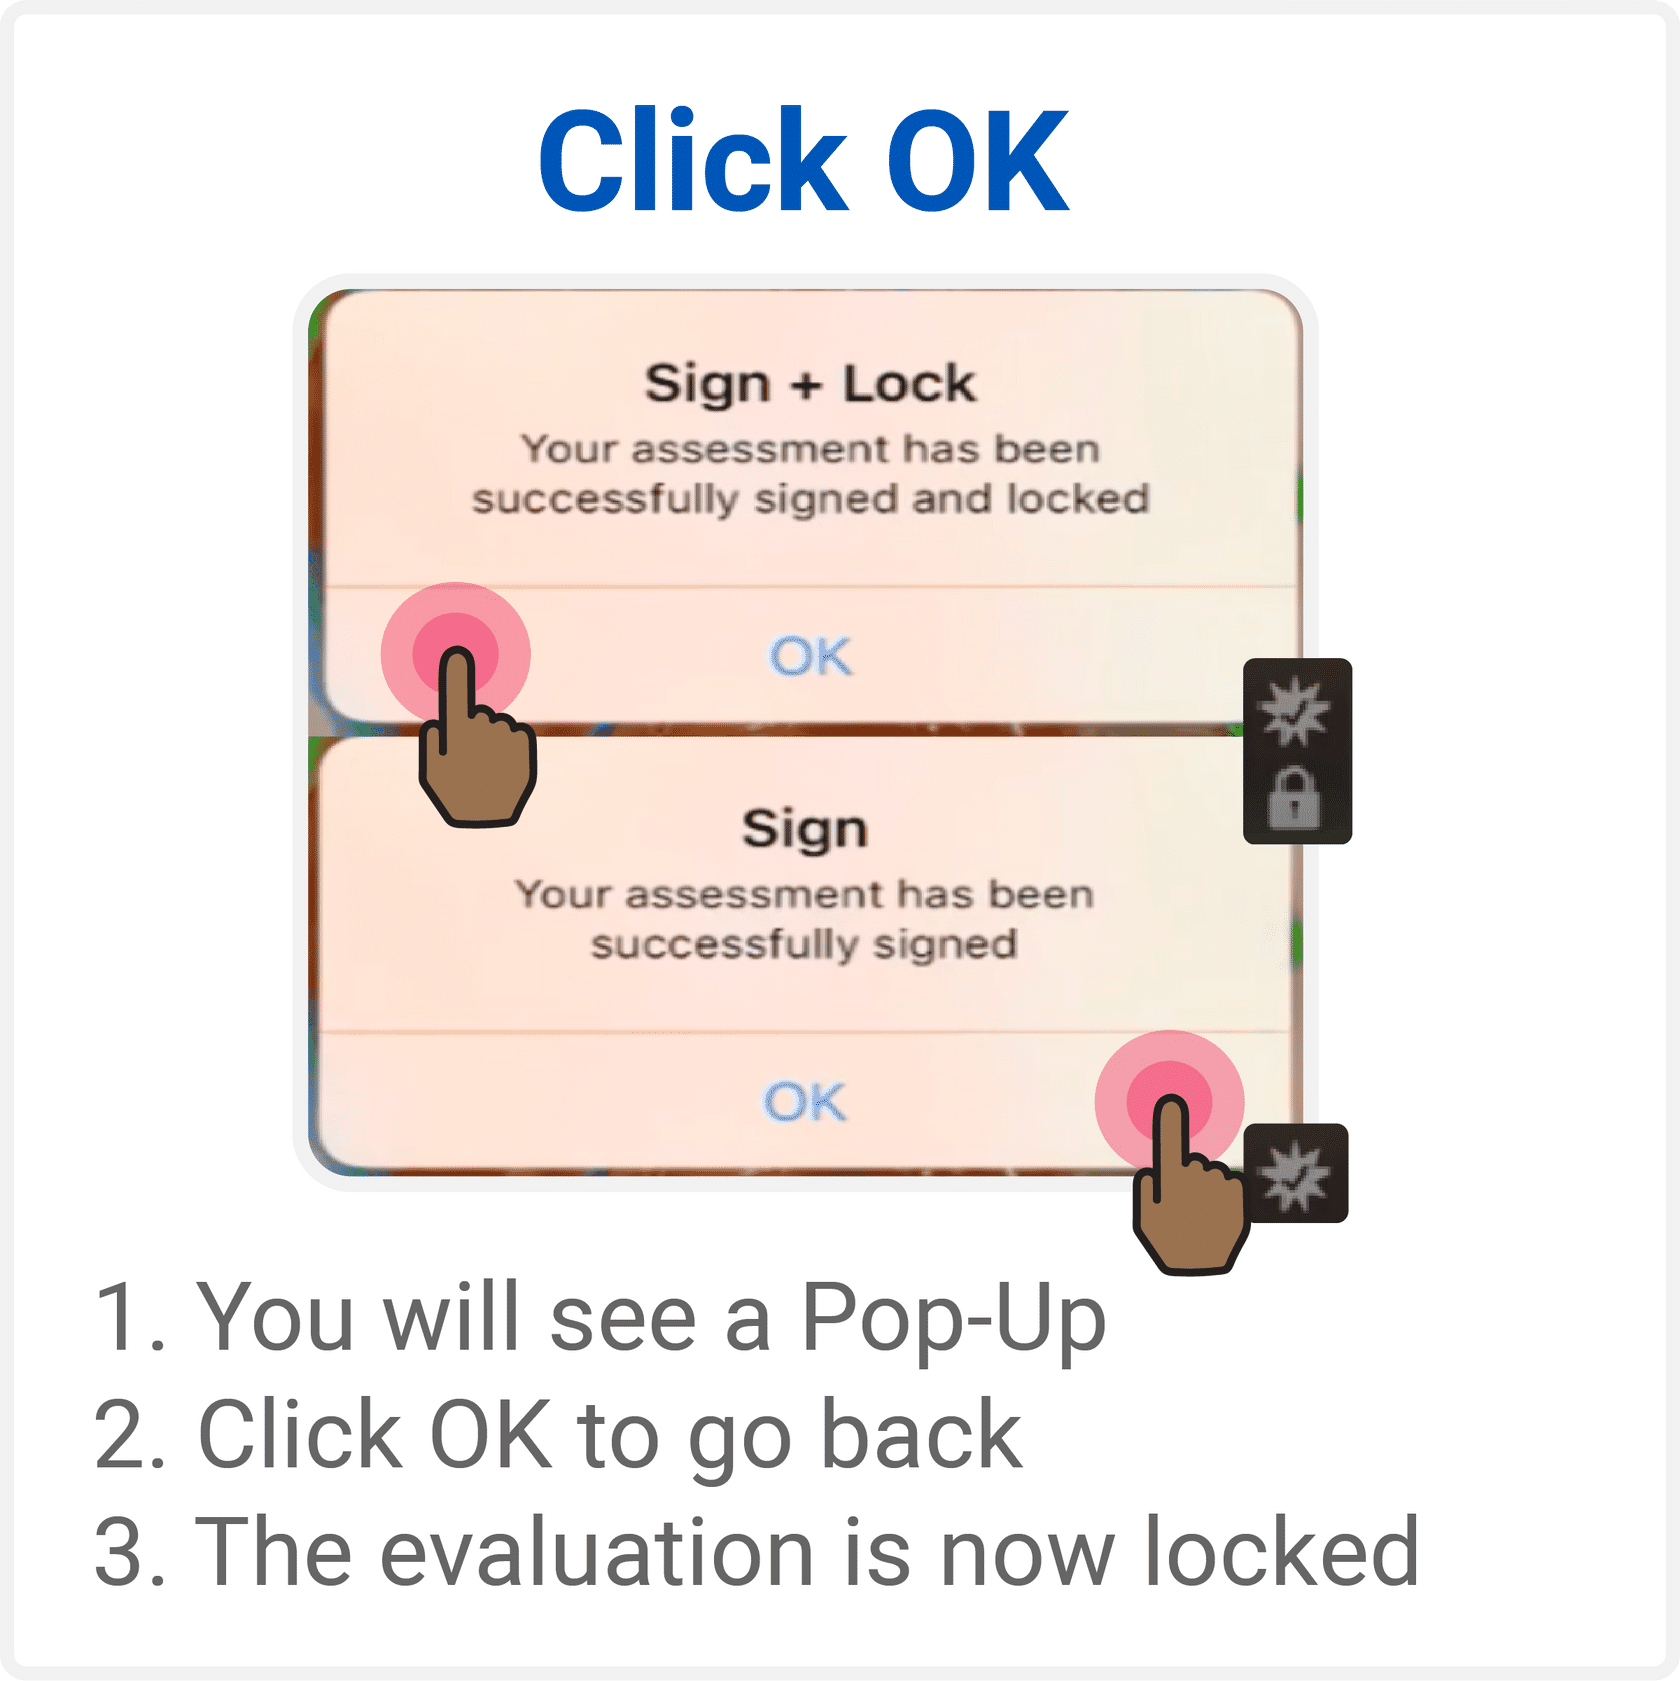 Click OK
Sign + Lock
Your assessment has been
successfully signed and locked
OK
Sign
Your assessment has been
successfully signed
OK
1. You will see a Pop-Up
2. Click OK to go back
3. The evaluation is now locked